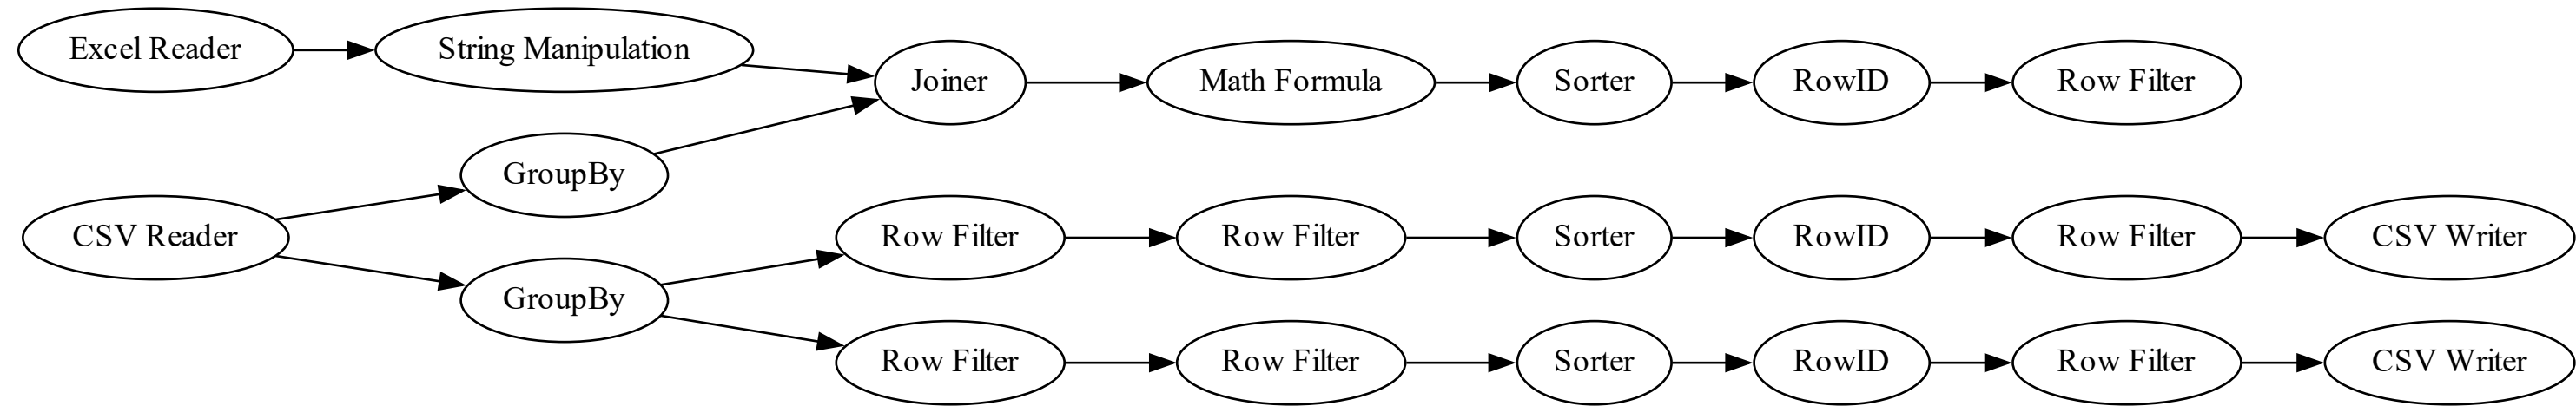 Excel Reader
String Manipulation
Joiner
Math Formula
Sorter
RowID
Row Filter
GroupBy
CSV Reader
Row Filter
Row Filter
Sorter
RowID
Row Filter
CSV Writer
GroupBy
Row Filter
Row Filter
Sorter
RowID
Row Filter
CSV Writer